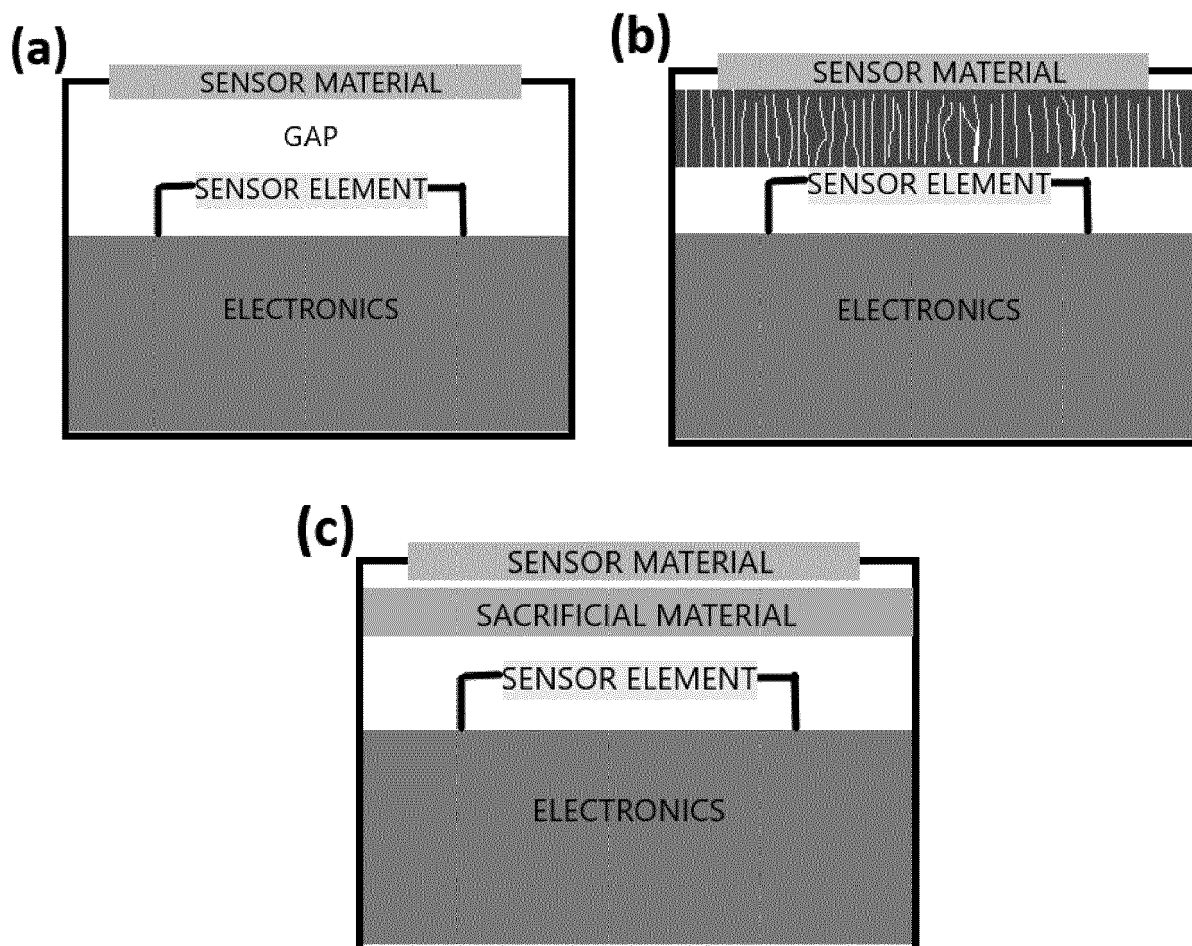 (a)
SENSOR MATERIAL
GAP
SENSOR ELEMENT
ELECTRONICS
(b)
SENSOR MATERIAL
SENSOR ELEMENT
ELECTRONICS
(c)
SENSOR MATERIAL
SACRIFICIAL MATERIAL
SENSOR ELEMENT
ELECTRONICS